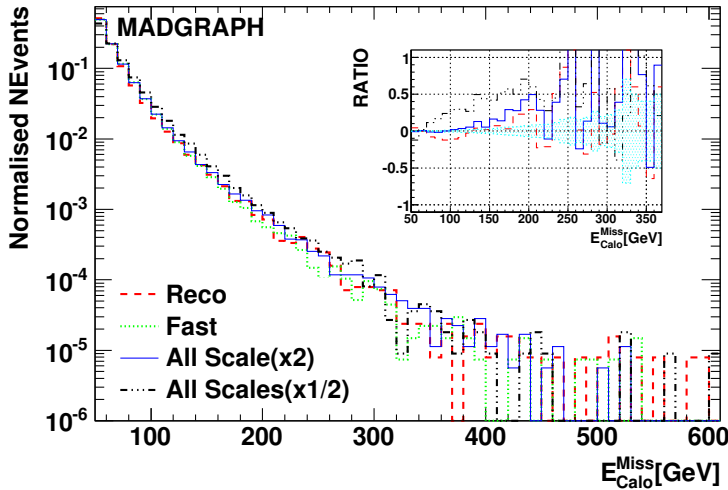 MADGRAPH
Normalised NEvents
10^-1
10^-2
10^-3
10^-4
10^-5
10^-6
100 200 300 400 500 600
E_Calo^Miss[GeV]
Reco
Fast
All Scale(x2)
All Scales(x1/2)
RATIO
1
0.5
0
-0.5
-1
50 100 150 200 250 300 350
E_Calo^Miss[GeV]